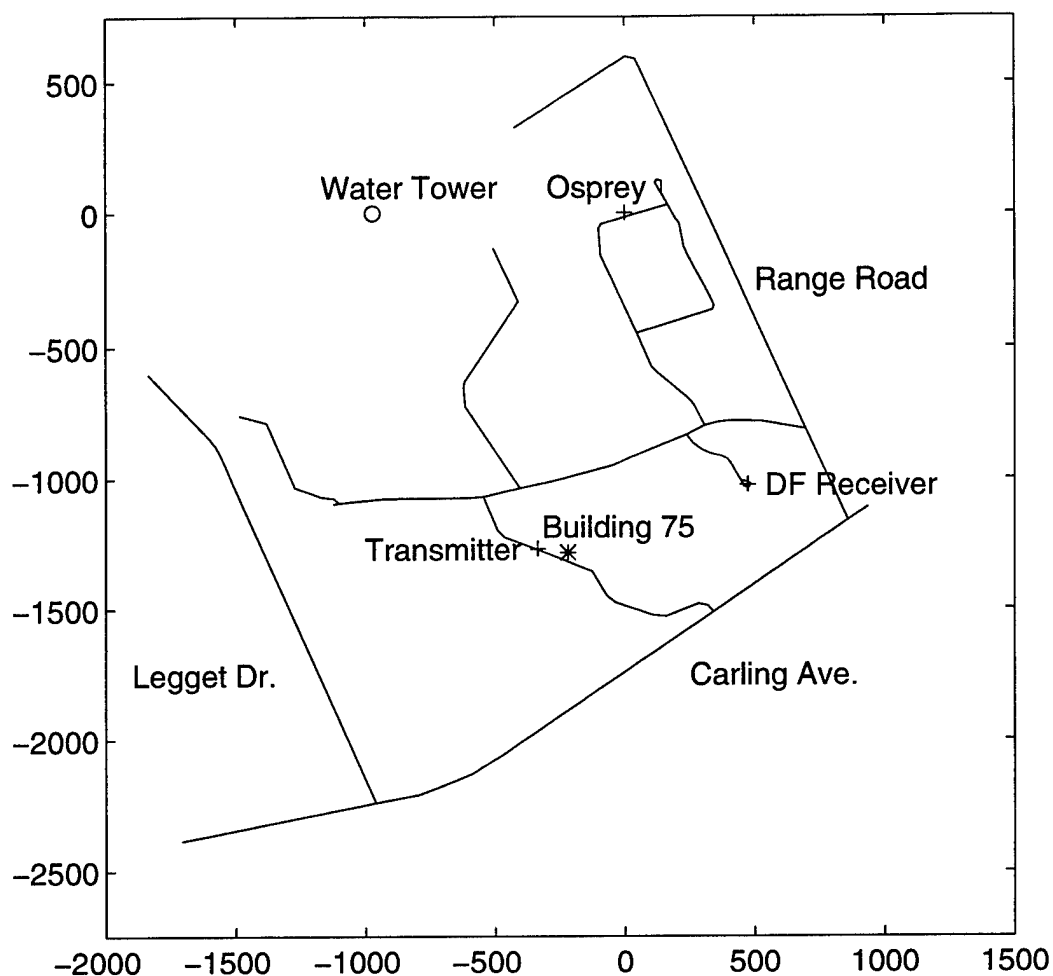 500
Water Tower
Osprey
0
Range Road
−500
−1000
DF Receiver
Building 75
Transmitter
−1500
Legget Dr.
Carling Ave.
−2000
−2500
−2000 −1500 −1000 −500 0 500 1000 1500